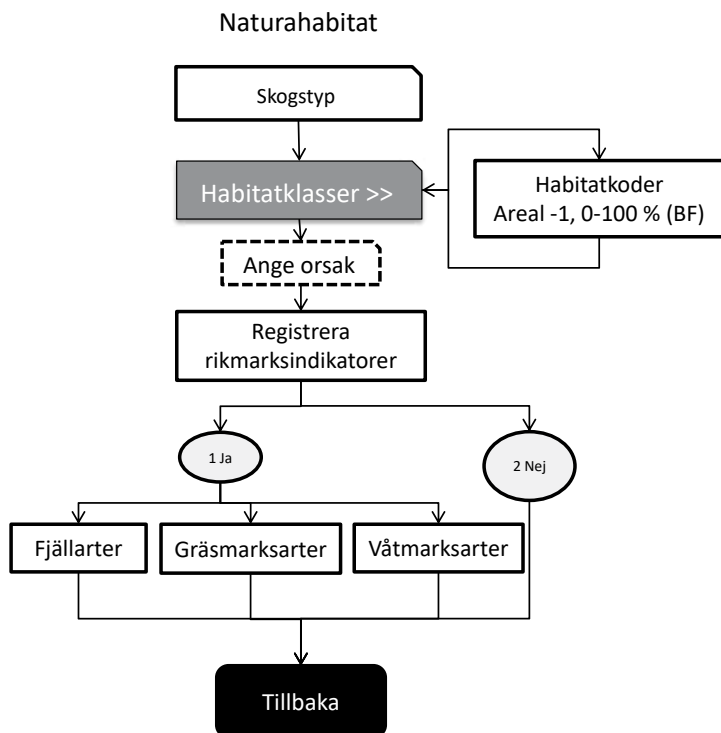 Naturahabitat
Skogstyp
Habitatklasser >>
Habitatkoder
Areal -1, 0-100 % (BF)
Ange orsak
Registrera
rikmarksindikatorer
1 Ja
2 Nej
Fjällarter
Gräsmarksarter
Våtmarksarter
Tillbaka